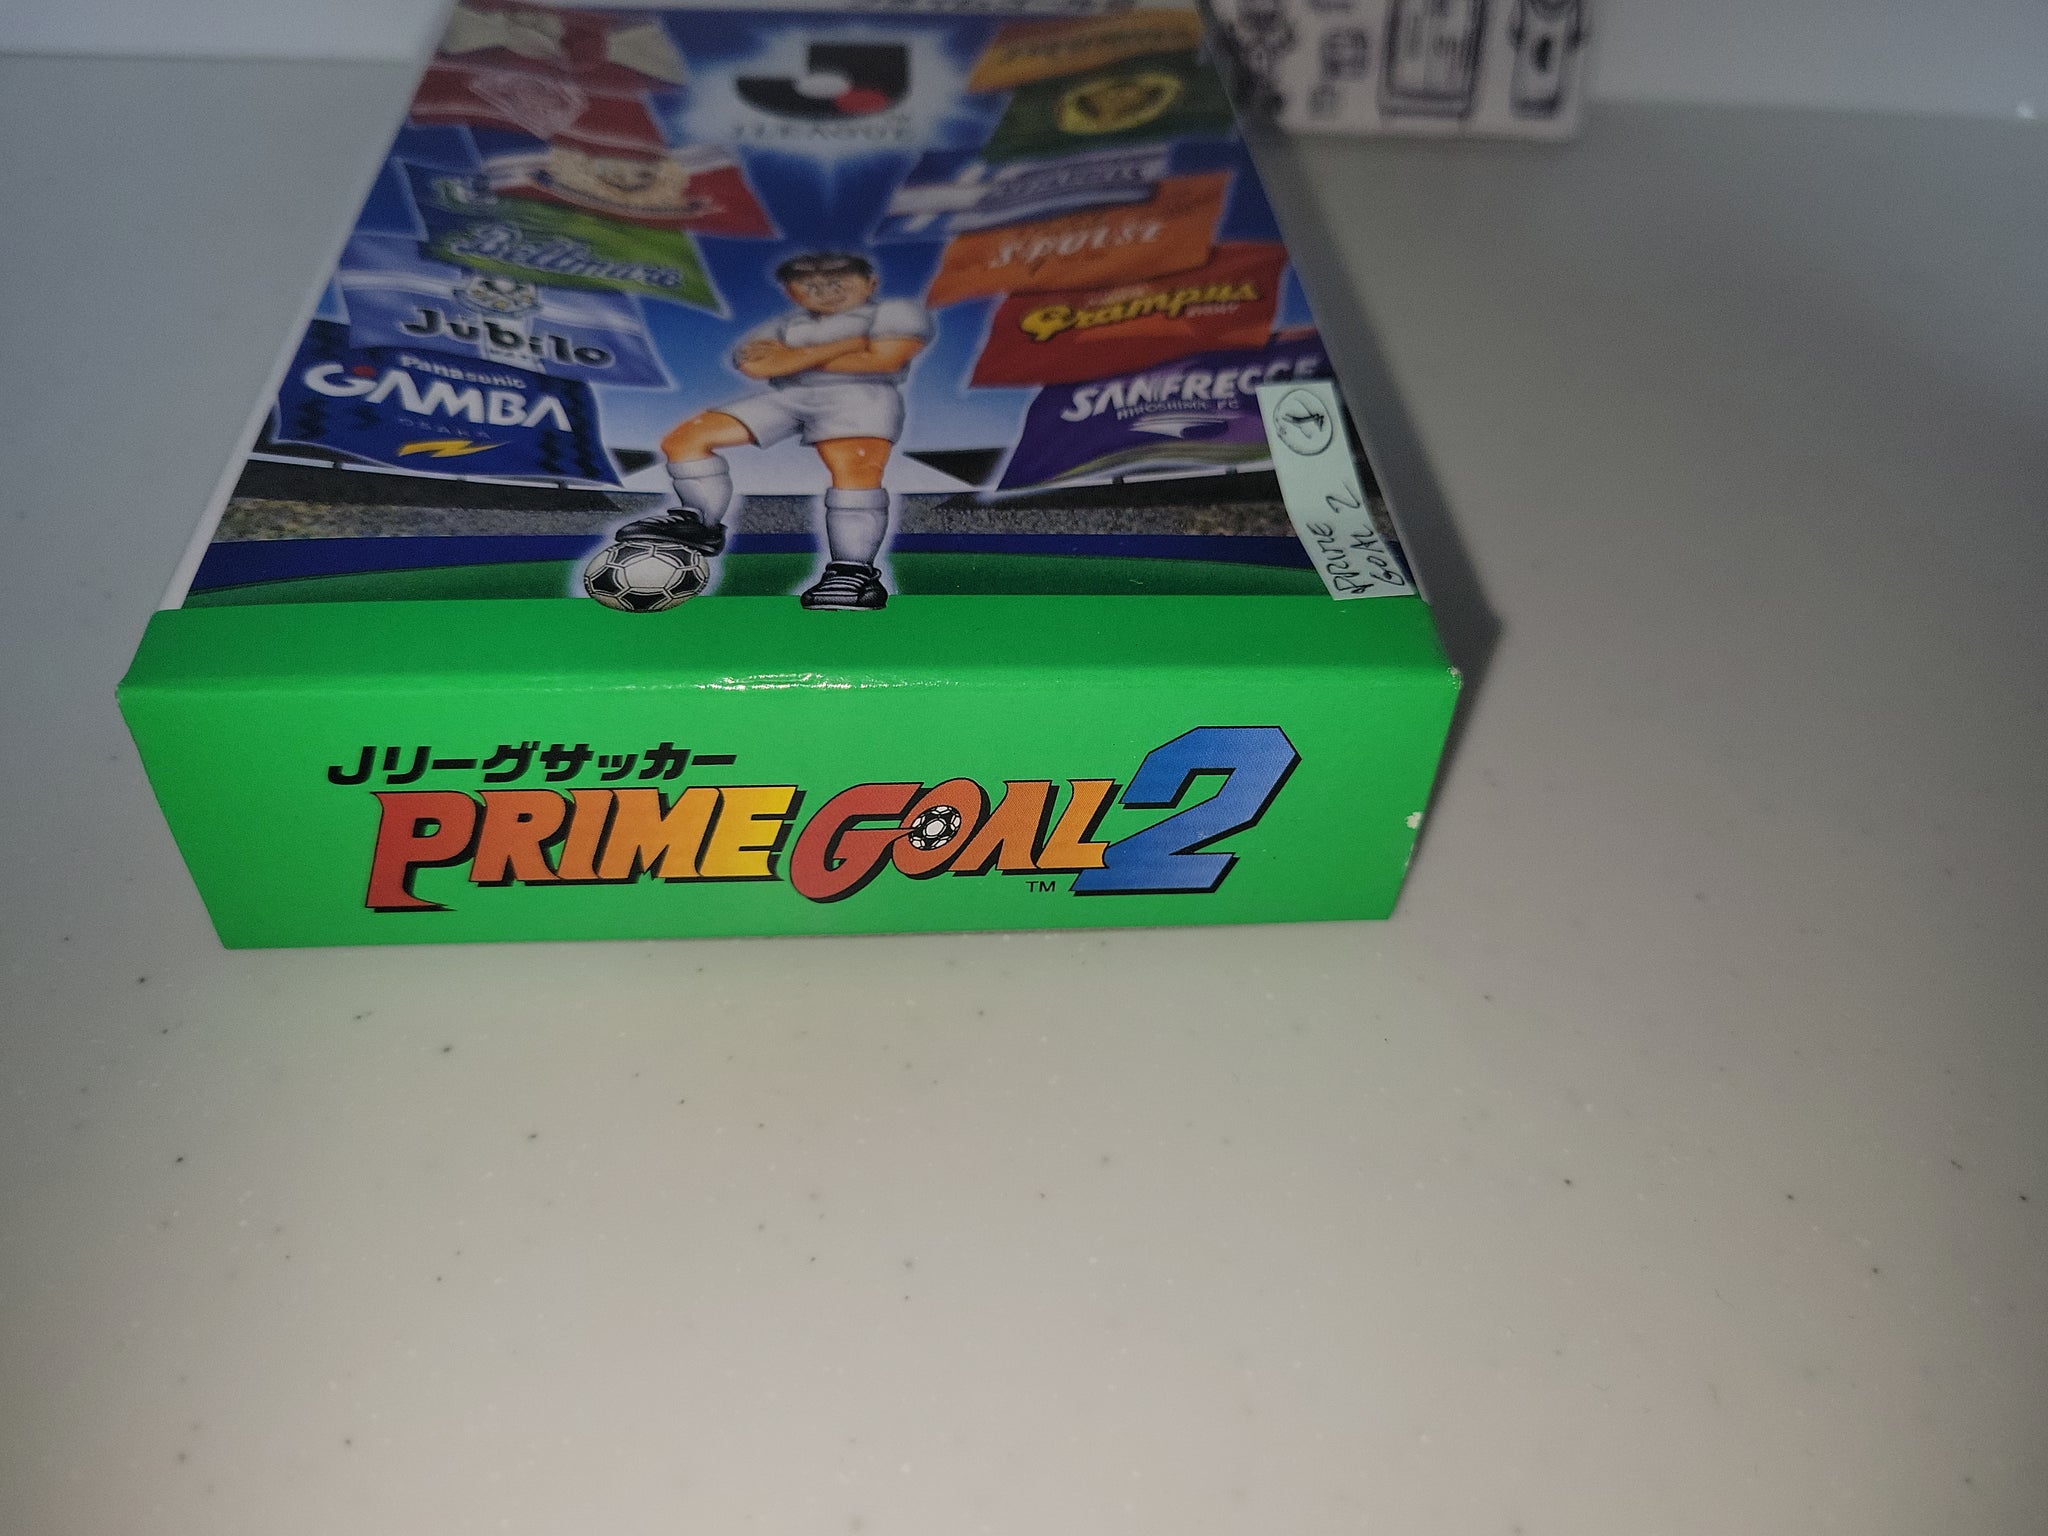 J.LEAGUE
Bellmare
S-PULSE
Jubilo
Grampus
Panasonic
GAMBA
OSAKA
SANFRECCE
HIROSHIMA FC
PRIME
GOAL 2
Jリーグサッカー
PRIME GOAL 2
TM